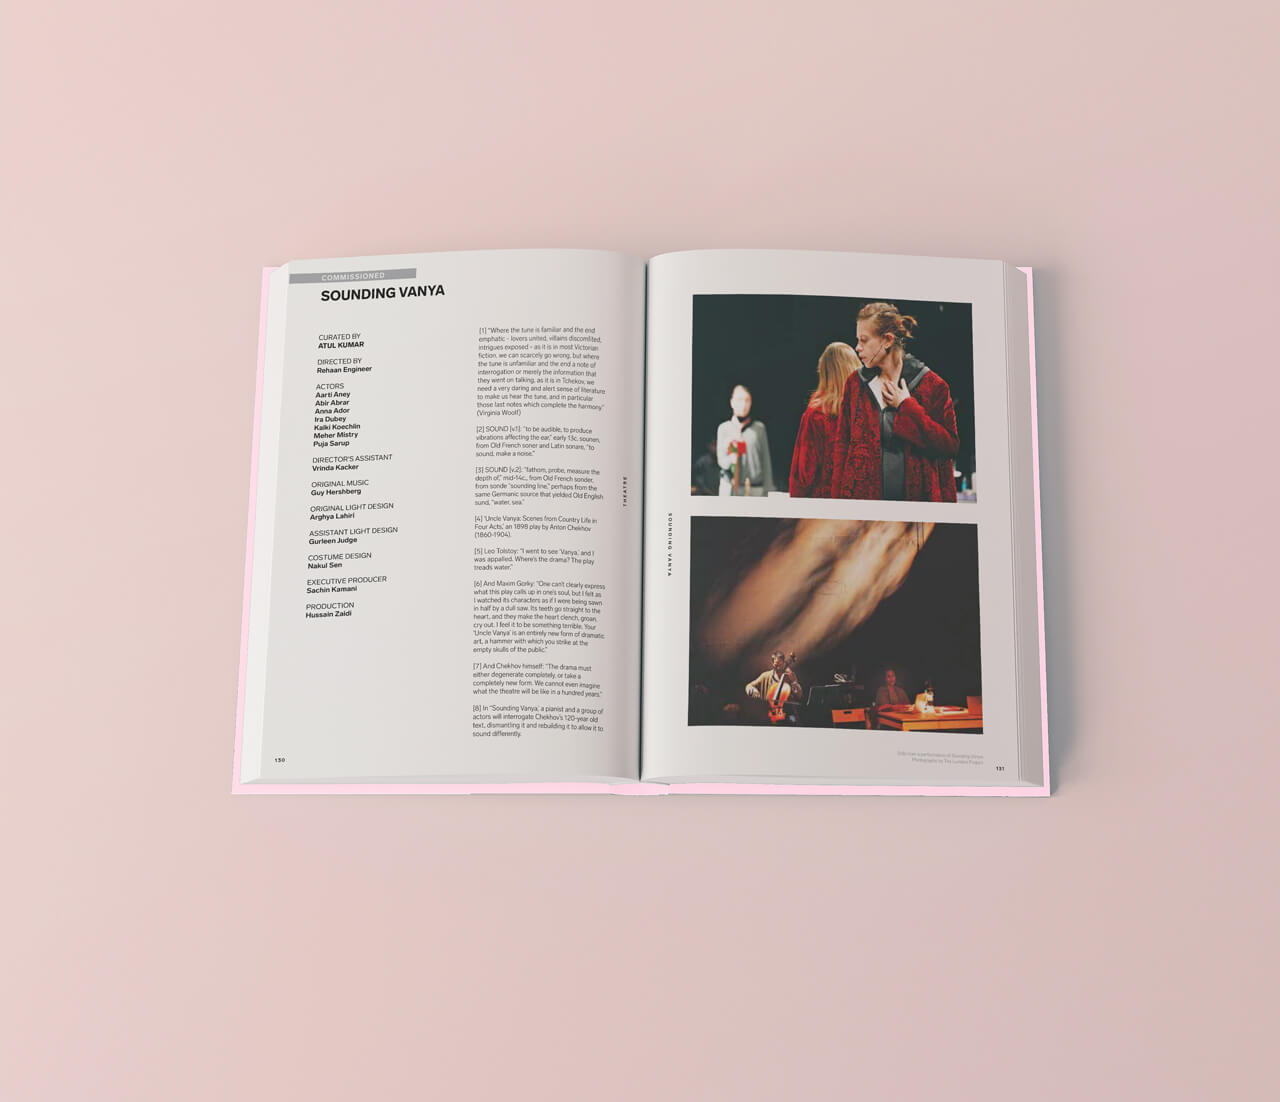 COMMISSIONED
SOUNDING VANYA
CURATED BY
ATUL KUMAR
DIRECTED BY
Rehaan Engineer
ACTORS
Aarti Aney
Abir Abrar
Anna Ador
Ira Dubey
Kalki Koechlin
Meher Mistry
Puja Sarup
DIRECTOR'S ASSISTANT
Vrinda Kacker
ORIGINAL MUSIC
Guy Hershberg
ORIGINAL LIGHT DESIGN
Arghya Lahiri
ASSISTANT LIGHT DESIGN
Gurleen Judge
COSTUME DESIGN
Nakul Sen
EXECUTIVE PRODUCER
Sachin Kamani
PRODUCTION
Hussain Zaidi
[1] "Where the tune is familiar and the end
emphatic - lovers united, villains discomfited,
intrigues exposed - as it is in most Victorian
fiction, we can scarcely go wrong, but where
the tune is unfamiliar and the end a note of
interrogation or merely the information that
they went on talking, as it is in Tchekov, we
need a very daring and alert sense of literature
to make us hear the tune, and in particular
those last notes which complete the harmony."
(Virginia Woolf)
[2] SOUND [v.1]: "to be audible, to produce
vibrations affecting the ear," early 13c. sounen,
from Old French soner and Latin sonare, "to
sound, make a noise."
[3] SOUND [v.2]: "fathom, probe, measure the
depth of," mid-14c., from Old French sonder,
from sonde "sounding line," perhaps from the
same Germanic source that yielded Old English
sund, "water, sea."
[4] 'Uncle Vanya: Scenes from Country Life in
Four Acts,' an 1898 play by Anton Chekhov
(1860-1904).
[5] Leo Tolstoy: "I went to see 'Vanya,' and I
was appalled. Where's the drama? The play
treads water."
[6] And Maxim Gorky: "One can't clearly express
what this play calls up in one's soul, but I felt as
I watched its characters as if I were being sawn
in half by a dull saw. Its teeth go straight to the
heart, and they make the heart clench, groan,
cry out. I feel it to be something terrible. Your
'Uncle Vanya' is an entirely new form of dramatic
art, a hammer with which you strike at the
empty skulls of the public."
[7] And Chekhov himself: "The drama must
either degenerate completely, or take a
completely new form. We cannot even imagine
what the theatre will be like in a hundred years."
[8] In "Sounding Vanya,' a pianist and a group of
actors will interrogate Chekhov's 120-year old
text, dismantling it and rebuilding it to allow it to
sound differently.
THEATRE
130
SOUNDING VANYA
Stills from a performance of Sounding Vanya
Photographs by The Lumiere Project
131